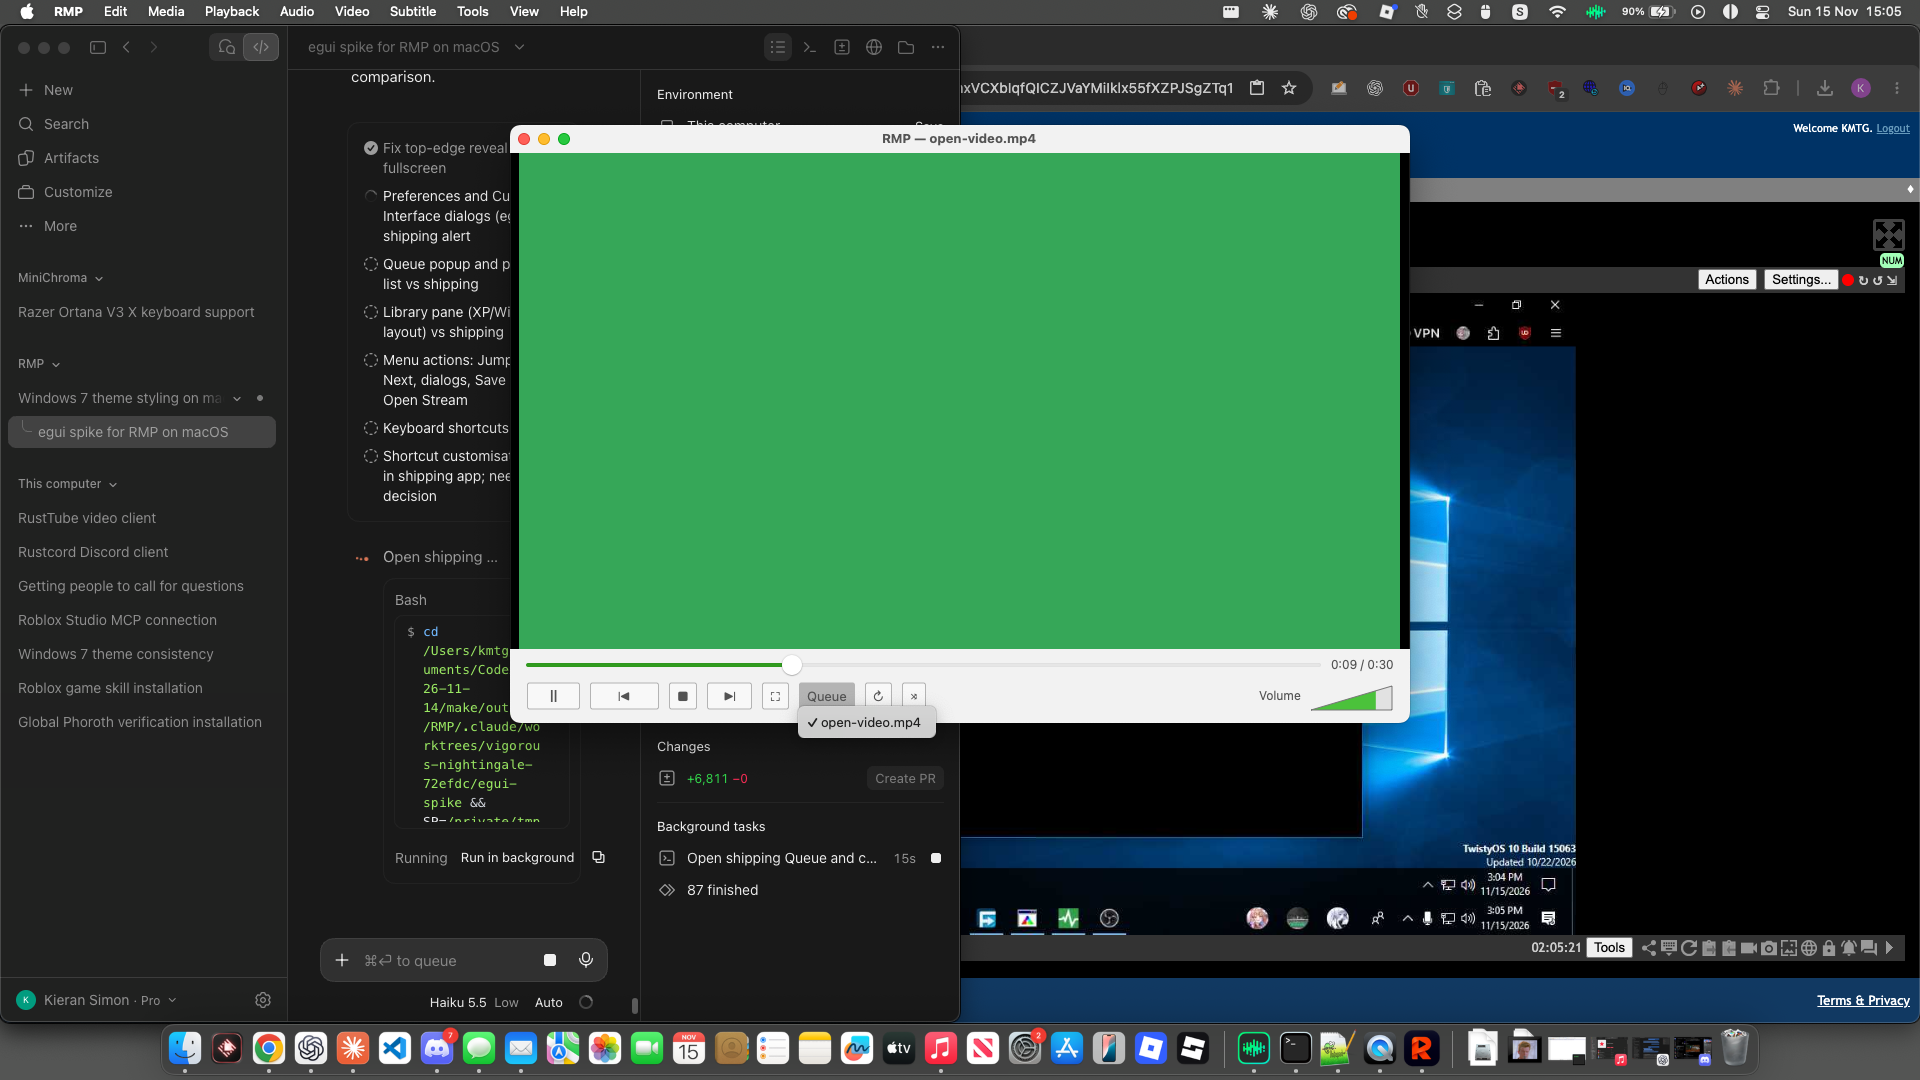 RMP Edit Media Playback Audio Video Subtitle Tools View Help
90% Sun 15 Nov 15:05
egui spike for RMP on macOS
New
Search
Artifacts
Customize
More
MiniChroma
Razer Ortana V3 X keyboard support
RMP
Windows 7 theme styling on ma
egui spike for RMP on macOS
This computer
RustTube video client
Rustcord Discord client
Getting people to call for questions
Roblox Studio MCP connection
Windows 7 theme consistency
Roblox game skill installation
Global Phoroth verification installation
Kieran Simon · Pro
comparison.
Fix top-edge reveal
fullscreen
Preferences and Cu
Interface dialogs (eg
shipping alert
Queue popup and p
list vs shipping
Library pane (XP/Wi
layout) vs shipping
Menu actions: Jump
Next, dialogs, Save
Open Stream
Keyboard shortcuts
Shortcut customisa
in shipping app; nee
decision
Open shipping ...
Bash
$ cd
/Users/kmtg
uments/Code
26-11-
14/make/out
/RMP/.claude/wo
rktrees/vigorou
s-nightingale-
72efdc/egui-
spike &&
SP=/private/tmp
Running Run in background
⌘⏎ to queue
Haiku 5.5 Low Auto
Environment
This computer
RMP — open-video.mp4
0:09 / 0:30
Queue
Volume
✓ open-video.mp4
Changes
+6,811 −0 Create PR
Background tasks
Open shipping Queue and c... 15s
87 finished
Welcome KMTG. Logout
NUM
Actions Settings...
VPN
TwistyOS 10 Build 15063
Updated 10/22/2026
3:04 PM
11/15/2026
3:05 PM
11/15/2026
02:05:21 Tools
Terms & Privacy
7
NOV
15
tv
2